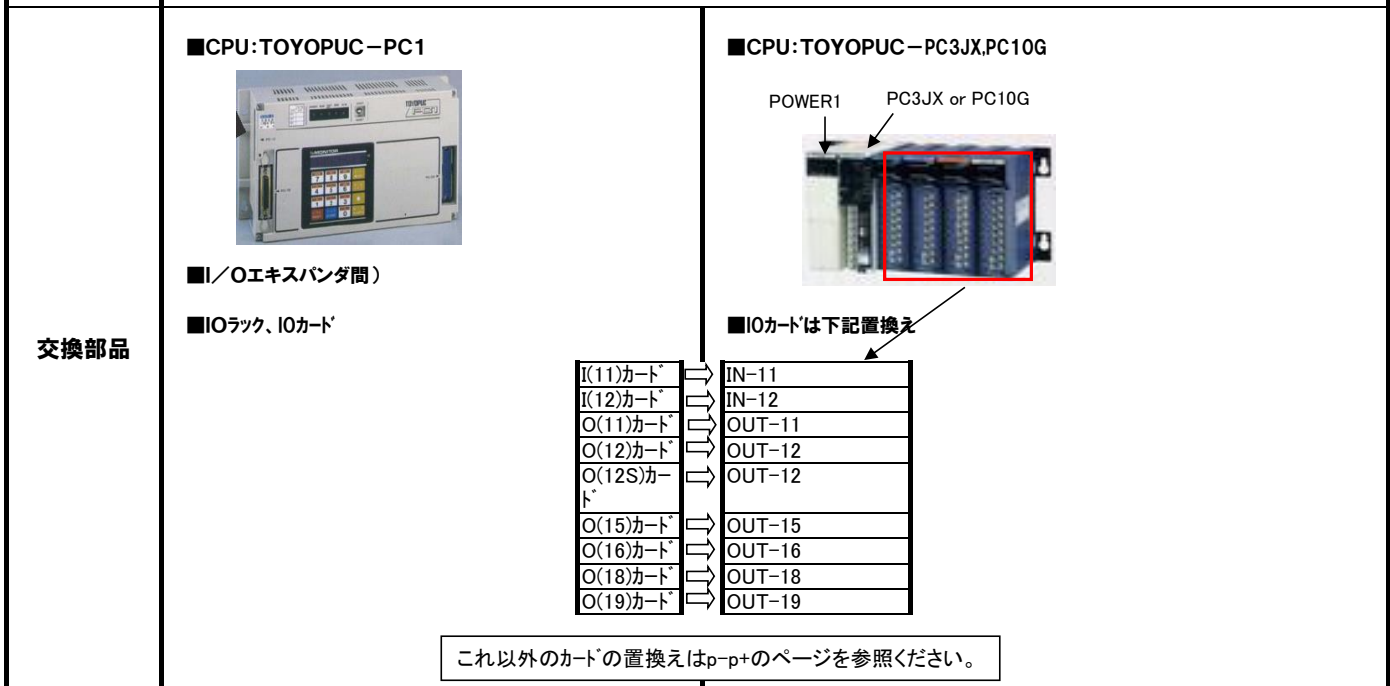 ■CPU:TOYOPUC－PC1
■CPU:TOYOPUC－PC3JX,PC10G
POWER1
PC3JX or PC10G
TOYOPUC
PC1
MONITOR
■I／Oエキスパンダ間）
■IOラック、IOｶｰﾄﾞ
■IOｶｰﾄﾞは下記置換え
交換部品
I(11)ｶｰﾄﾞ ⇨ IN-11
I(12)ｶｰﾄﾞ ⇨ IN-12
O(11)ｶｰﾄﾞ ⇨ OUT-11
O(12)ｶｰﾄﾞ ⇨ OUT-12
O(12S)ｶｰ ⇨ OUT-12
ﾄﾞ
O(15)ｶｰﾄﾞ ⇨ OUT-15
O(16)ｶｰﾄﾞ ⇨ OUT-16
O(18)ｶｰﾄﾞ ⇨ OUT-18
O(19)ｶｰﾄﾞ ⇨ OUT-19
これ以外のｶｰﾄﾞの置換えはp-p+のページを参照ください。